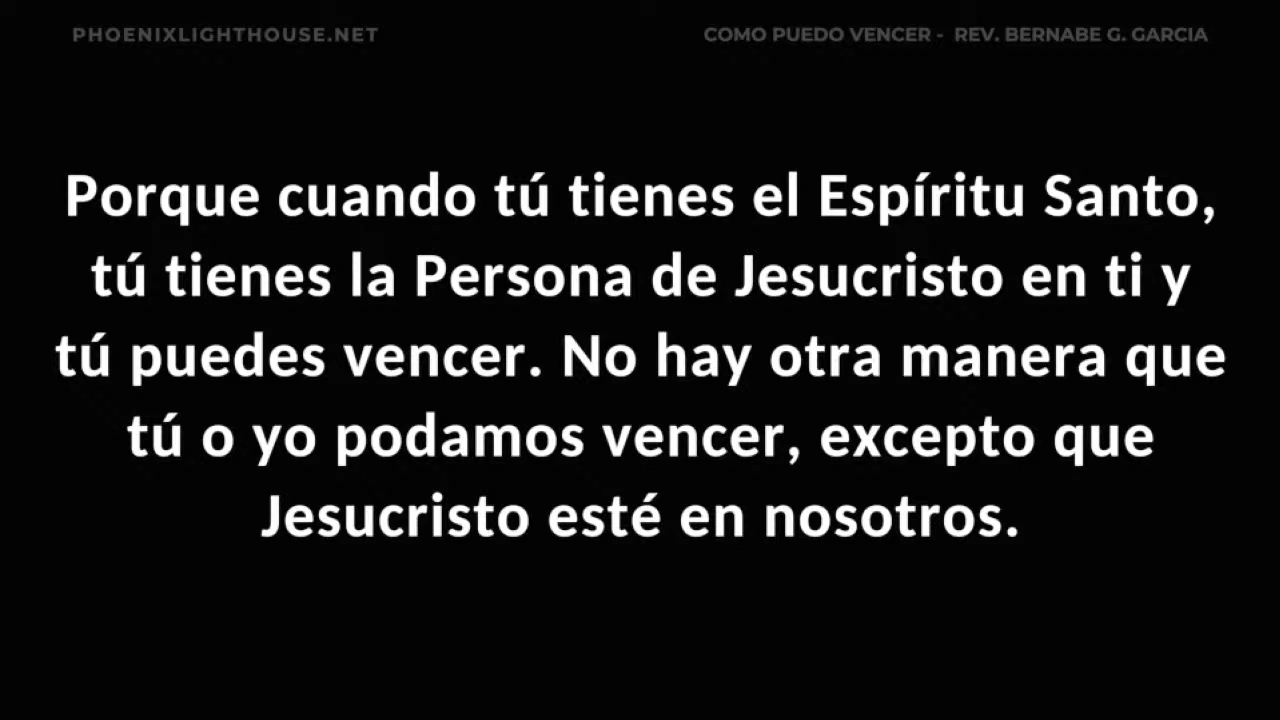 PHOENIXLIGHTHOUSE.NET
COMO PUEDO VENCER - REV. BERNABE G. GARCIA
Porque cuando tú tienes el Espíritu Santo,
tú tienes la Persona de Jesucristo en ti y
tú puedes vencer. No hay otra manera que
tú o yo podamos vencer, excepto que
Jesucristo esté en nosotros.